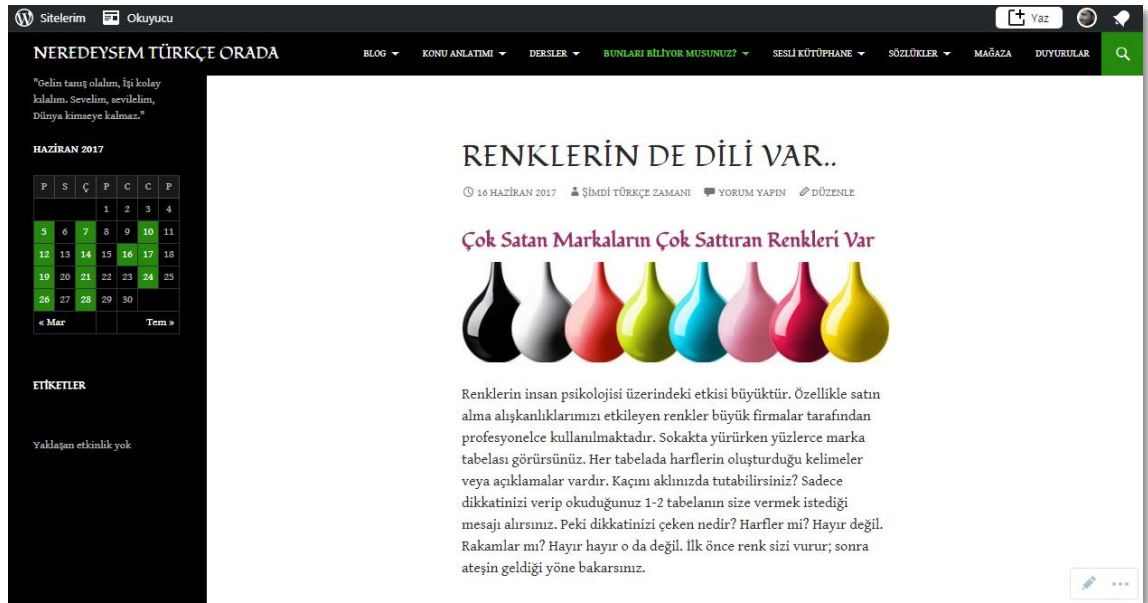 Sitelerim Okuyucu Yaz
NEREDEYSEM TÜRKÇE ORADA
BLOG KONU ANLATIMI DERSLER BUNLARI BİLİYOR MUSUNUZ? SESLİ KÜTÜPHANE SÖZLÜKLER MAĞAZA DUYURULAR
"Gelin tanış olalım, İşi kolay
kılalım. Sevelim, sevilelim,
Dünya kimseye kalmaz."
HAZİRAN 2017
P S Ç P C C P
1 2 3 4
5 6 7 8 9 10 11
12 13 14 15 16 17 18
19 20 21 22 23 24 25
26 27 28 29 30
« Mar Tem »
ETİKETLER
Yaklaşan etkinlik yok
RENKLERİN DE DİLİ VAR..
16 HAZİRAN 2017 ŞİMDİ TÜRKÇE ZAMANI YORUM YAPIN DÜZENLE
Çok Satan Markaların Çok Sattıran Renkleri Var
Renklerin insan psikolojisi üzerindeki etkisi büyüktür. Özellikle satın
alma alışkanlıklarımızı etkileyen renkler büyük firmalar tarafından
profesyonelce kullanılmaktadır. Sokakta yürürken yüzlerce marka
tabelası görürsünüz. Her tabelada harflerin oluşturduğu kelimeler
veya açıklamalar vardır. Kaçını aklınızda tutabilirsiniz? Sadece
dikkatinizi verip okuduğunuz 1-2 tabelanın size vermek istediği
mesajı alırsınız. Peki dikkatinizi çeken nedir? Harfler mi? Hayır değil.
Rakamlar mı? Hayır hayır o da değil. İlk önce renk sizi vurur; sonra
ateşin geldiği yöne bakarsınız.